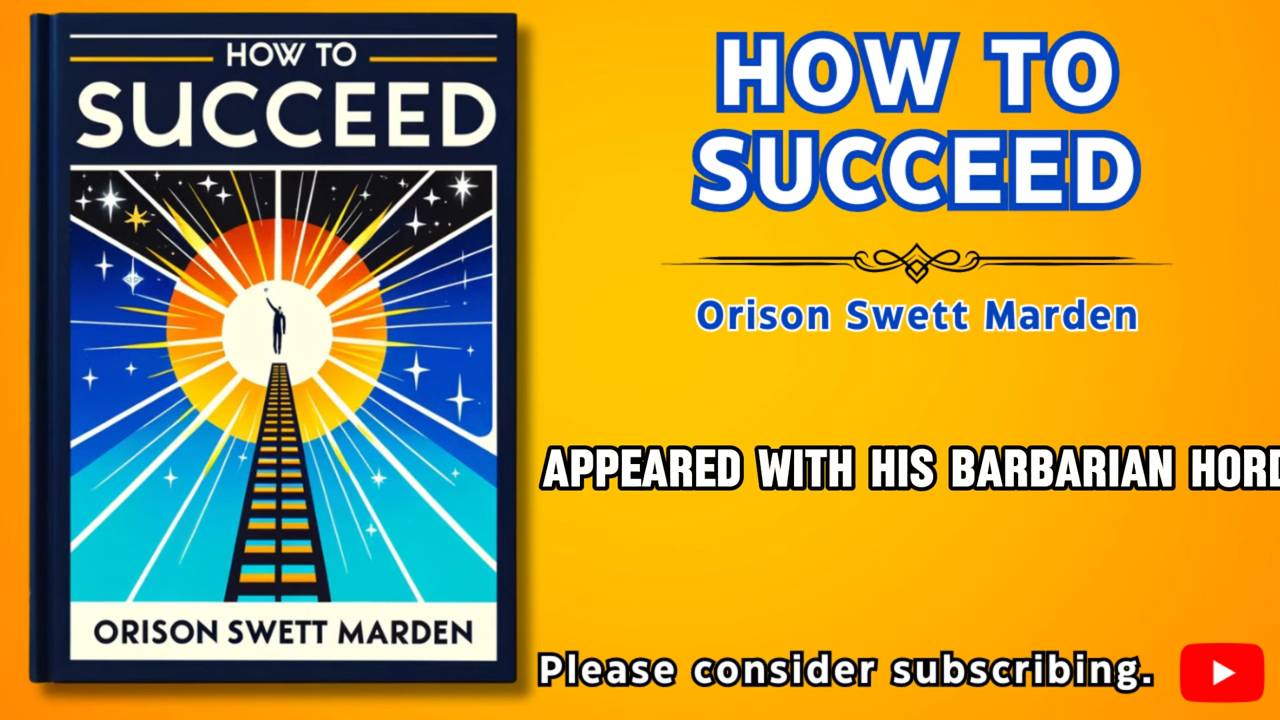 HOW TO
SUCCEED
ORISON SWETT MARDEN
HOW TO
SUCCEED
Orison Swett Marden
APPEARED WITH HIS BARBARIAN
Please consider subscribing.